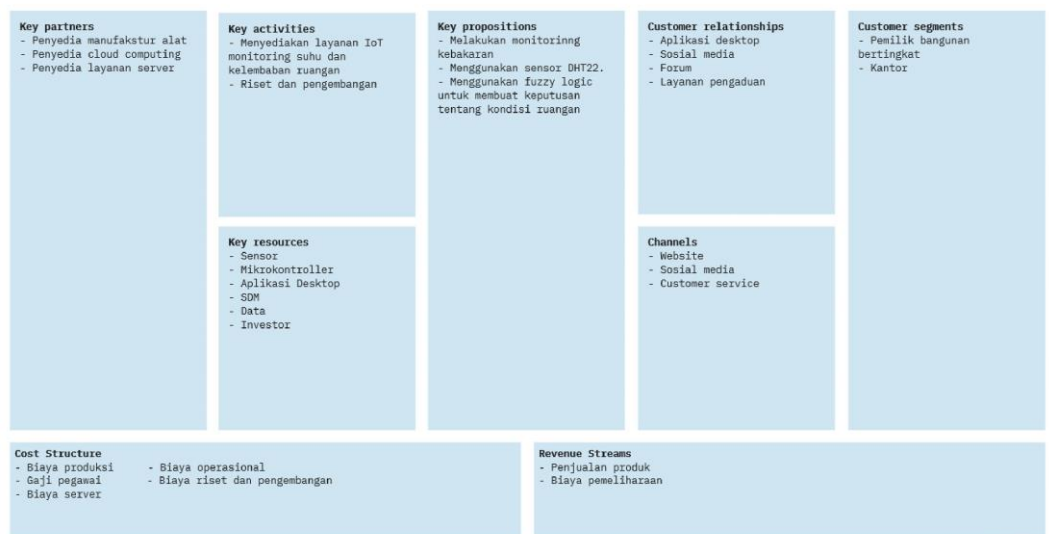 Key partners
- Penyedia manufakstur alat
- Penyedia cloud computing
- Penyedia layanan server
Key activities
- Menyediakan layanan IoT
monitoring suhu dan
kelembaban ruangan
- Riset dan pengembangan
Key resources
- Sensor
- Mikrokontroller
- Aplikasi Desktop
- SDM
- Data
- Investor
Key propositions
- Melakukan monitorinng
kebakaran
- Menggunakan sensor DHT22.
- Menggunakan fuzzy logic
untuk membuat keputusan
tentang kondisi ruangan
Customer relationships
- Aplikasi desktop
- Sosial media
- Forum
- Layanan pengaduan
Channels
- Website
- Sosial media
- Customer service
Customer segments
- Pemilik bangunan
bertingkat
- Kantor
Cost Structure
- Biaya produksi - Biaya operasional
- Gaji pegawai - Biaya riset dan pengembangan
- Biaya server
Revenue Streams
- Penjualan produk
- Biaya pemeliharaan